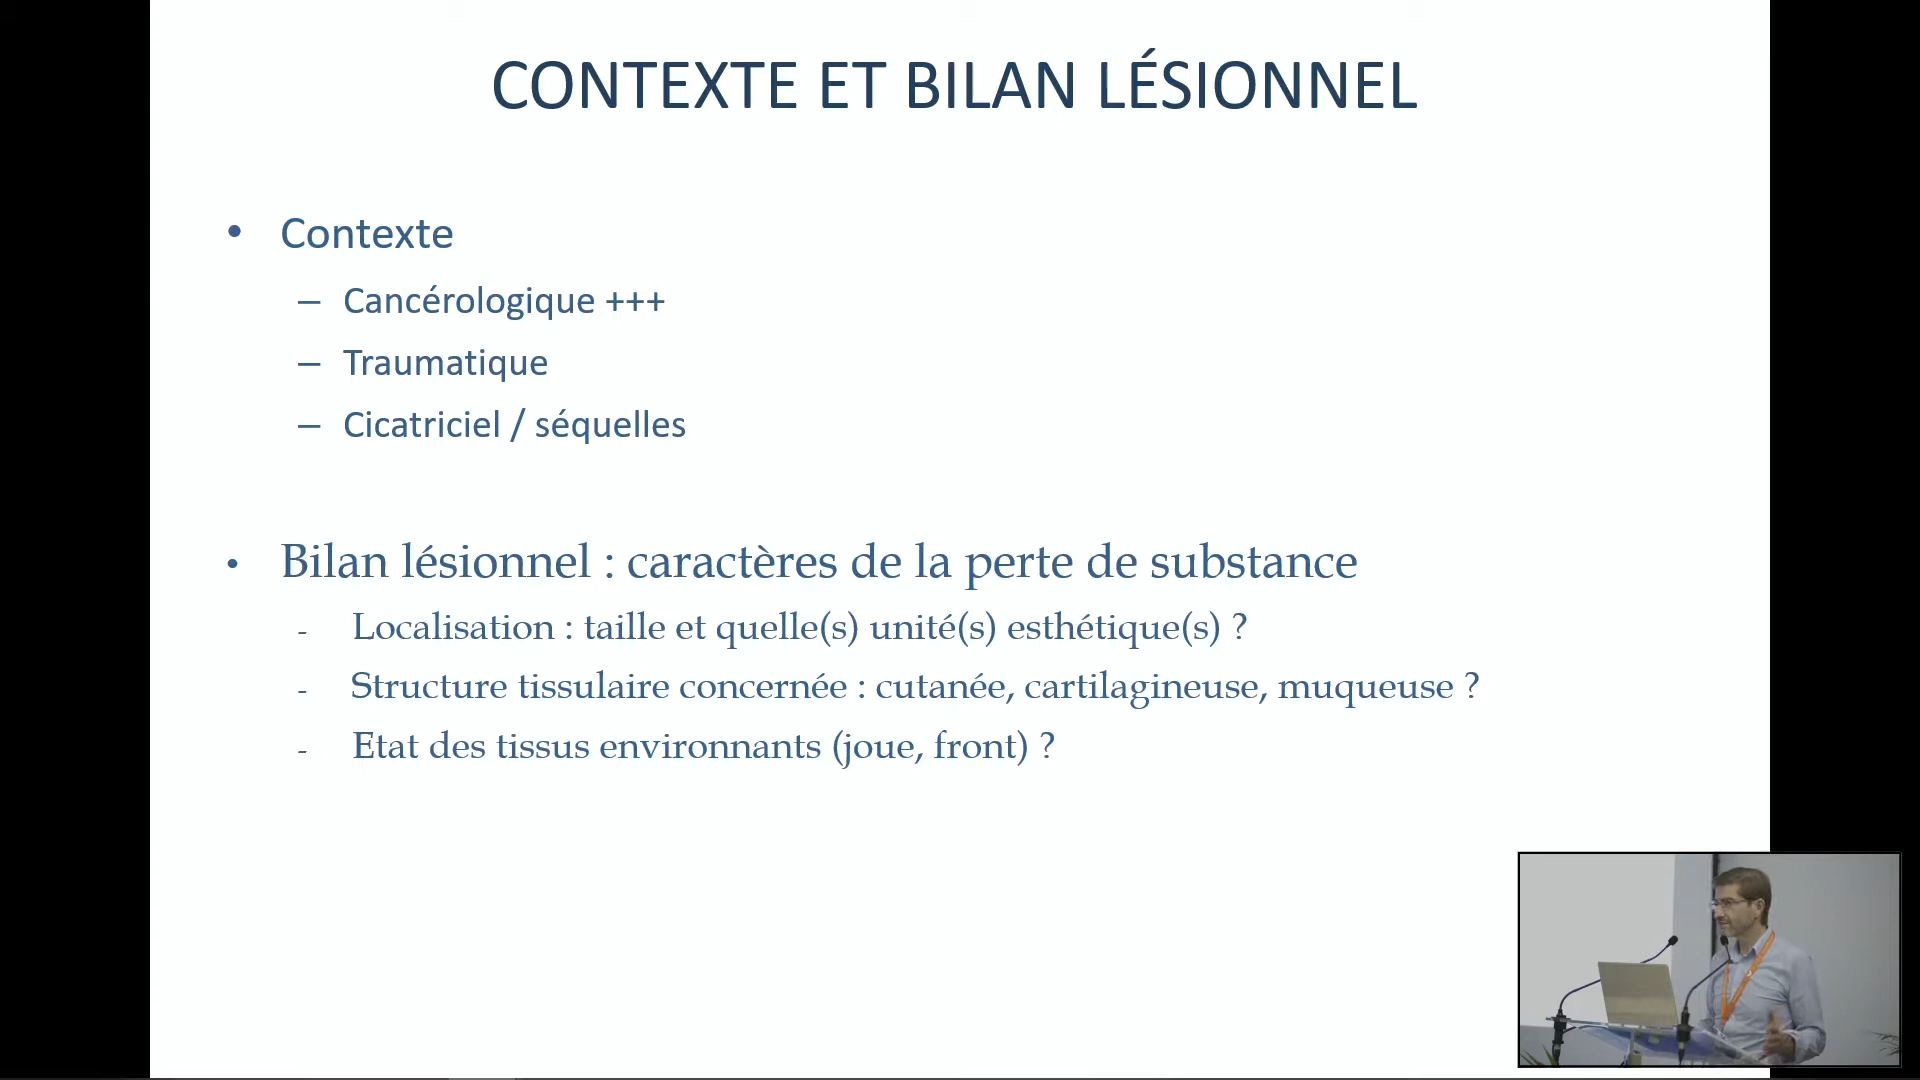 CONTEXTE ET BILAN LÉSIONNEL
• Contexte
– Cancérologique +++
– Traumatique
– Cicatriciel / séquelles
• Bilan lésionnel : caractères de la perte de substance
- Localisation : taille et quelle(s) unité(s) esthétique(s) ?
- Structure tissulaire concernée : cutanée, cartilagineuse, muqueuse ?
- Etat des tissus environnants (joue, front) ?